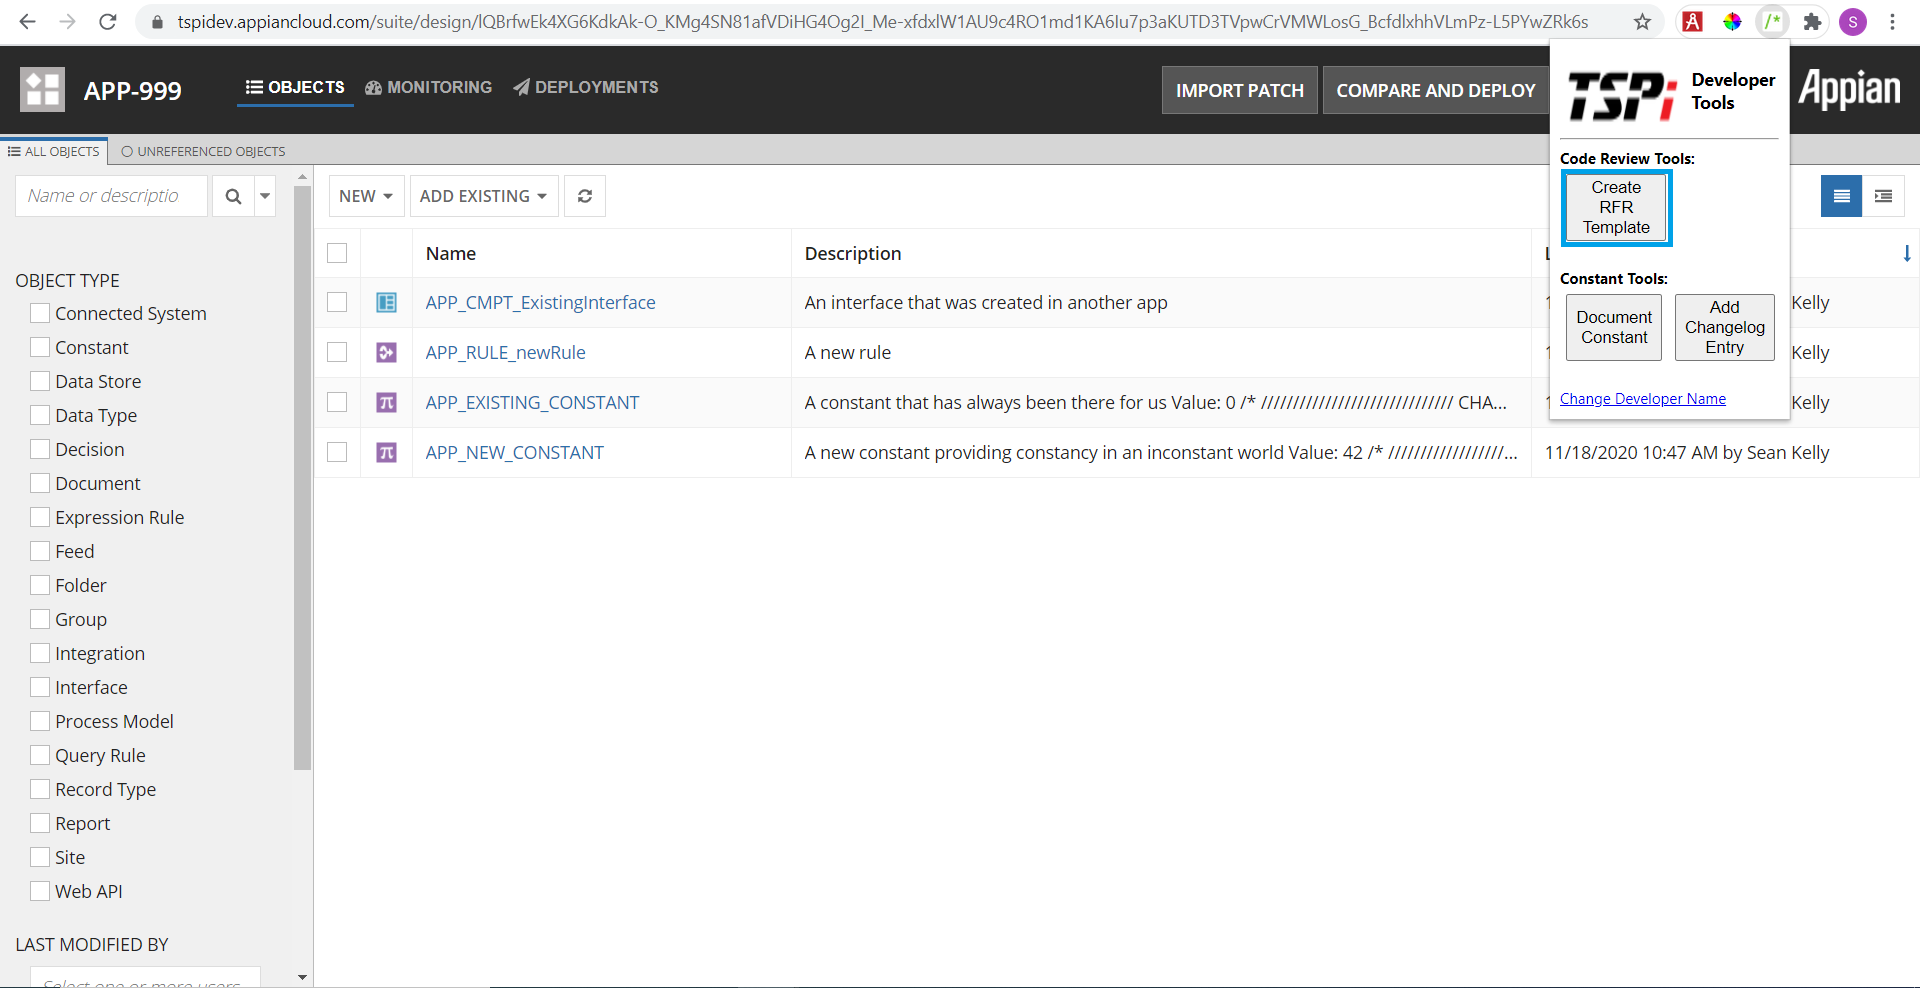 tspidev.appiancloud.com/suite/design/lQBrfwEk4XG6KdkAk-O_KMg4SN81afVDiHG4Og2I_Me-xfdxlW1AU9c4RO1md1KA6Iu7p3aKUTD3TVpwCrVMWLosG_BcfdlxhhVLmPz-L5PYwZRk6s
A
/*
S
APP-999
OBJECTS
MONITORING
DEPLOYMENTS
IMPORT PATCH
COMPARE AND DEPLOY
Appian
ALL OBJECTS
UNREFERENCED OBJECTS
TSPi
Developer
Tools
Code Review Tools:
Create
RFR
Template
Constant Tools:
Document
Constant
Add
Changelog
Entry
Change Developer Name
Name or descriptio
OBJECT TYPE
Connected System
Constant
Data Store
Data Type
Decision
Document
Expression Rule
Feed
Folder
Group
Integration
Interface
Process Model
Query Rule
Record Type
Report
Site
Web API
LAST MODIFIED BY
Select one or more users
NEW
ADD EXISTING
Name Description
APP_CMPT_ExistingInterface An interface that was created in another app Kelly
APP_RULE_newRule A new rule Kelly
APP_EXISTING_CONSTANT A constant that has always been there for us Value: 0 /* ////////////////////////////// CHA... Kelly
APP_NEW_CONSTANT A new constant providing constancy in an inconstant world Value: 42 /* //////////////////... 11/18/2020 10:47 AM by Sean Kelly